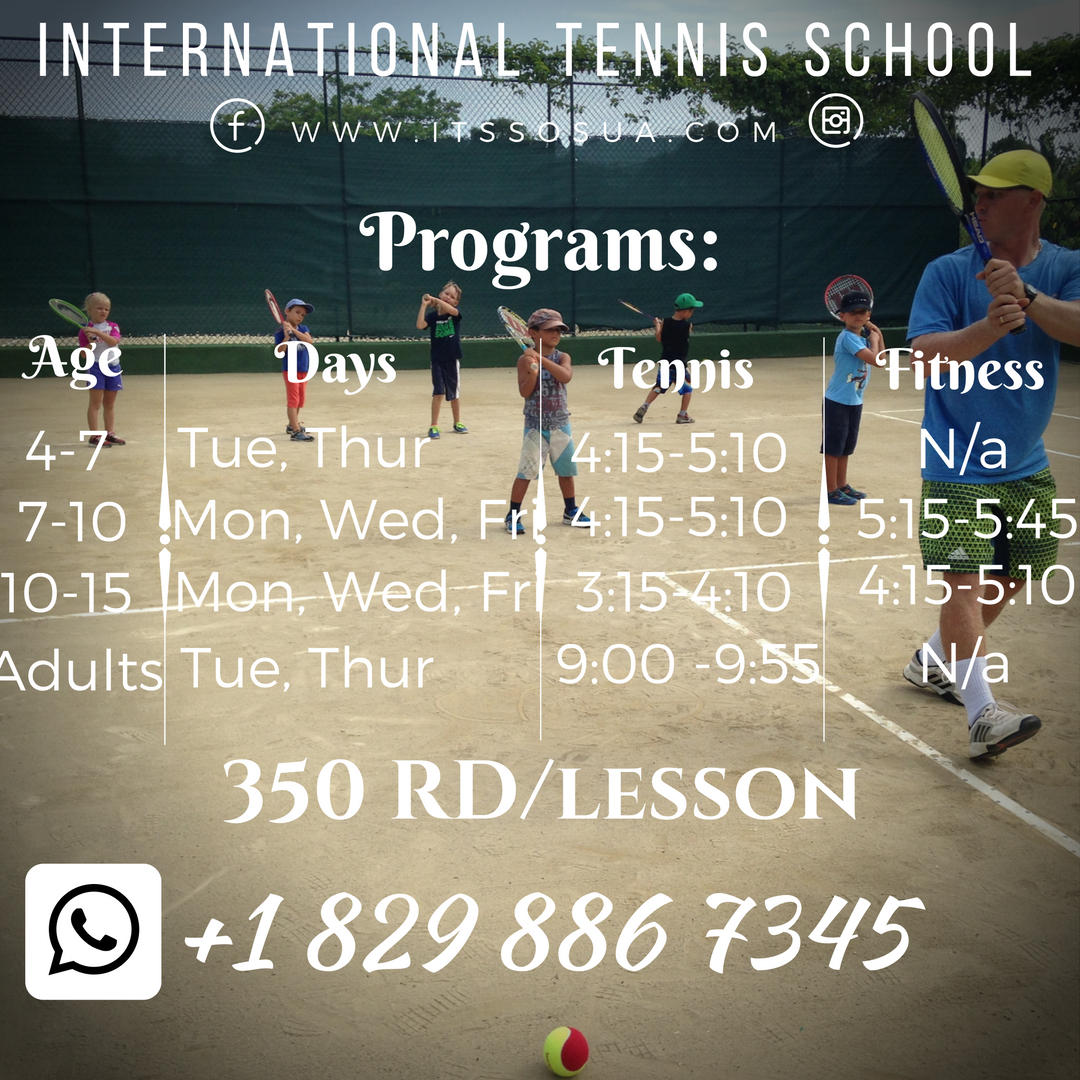 INTERNATIONAL TENNIS SCHOOL
WWW.ITSSOSUA.COM
Programs:
Age Days Tennis Fitness
4-7 Tue, Thur 4:15-5:10 N/a
7-10 Mon, Wed, Fri 4:15-5:10 5:15-5:45
10-15 Mon, Wed, Fri 3:15-4:10 4:15-5:10
Adults Tue, Thur 9:00 -9:55 N/a
350 RD/LESSON
+1 829 886 7345